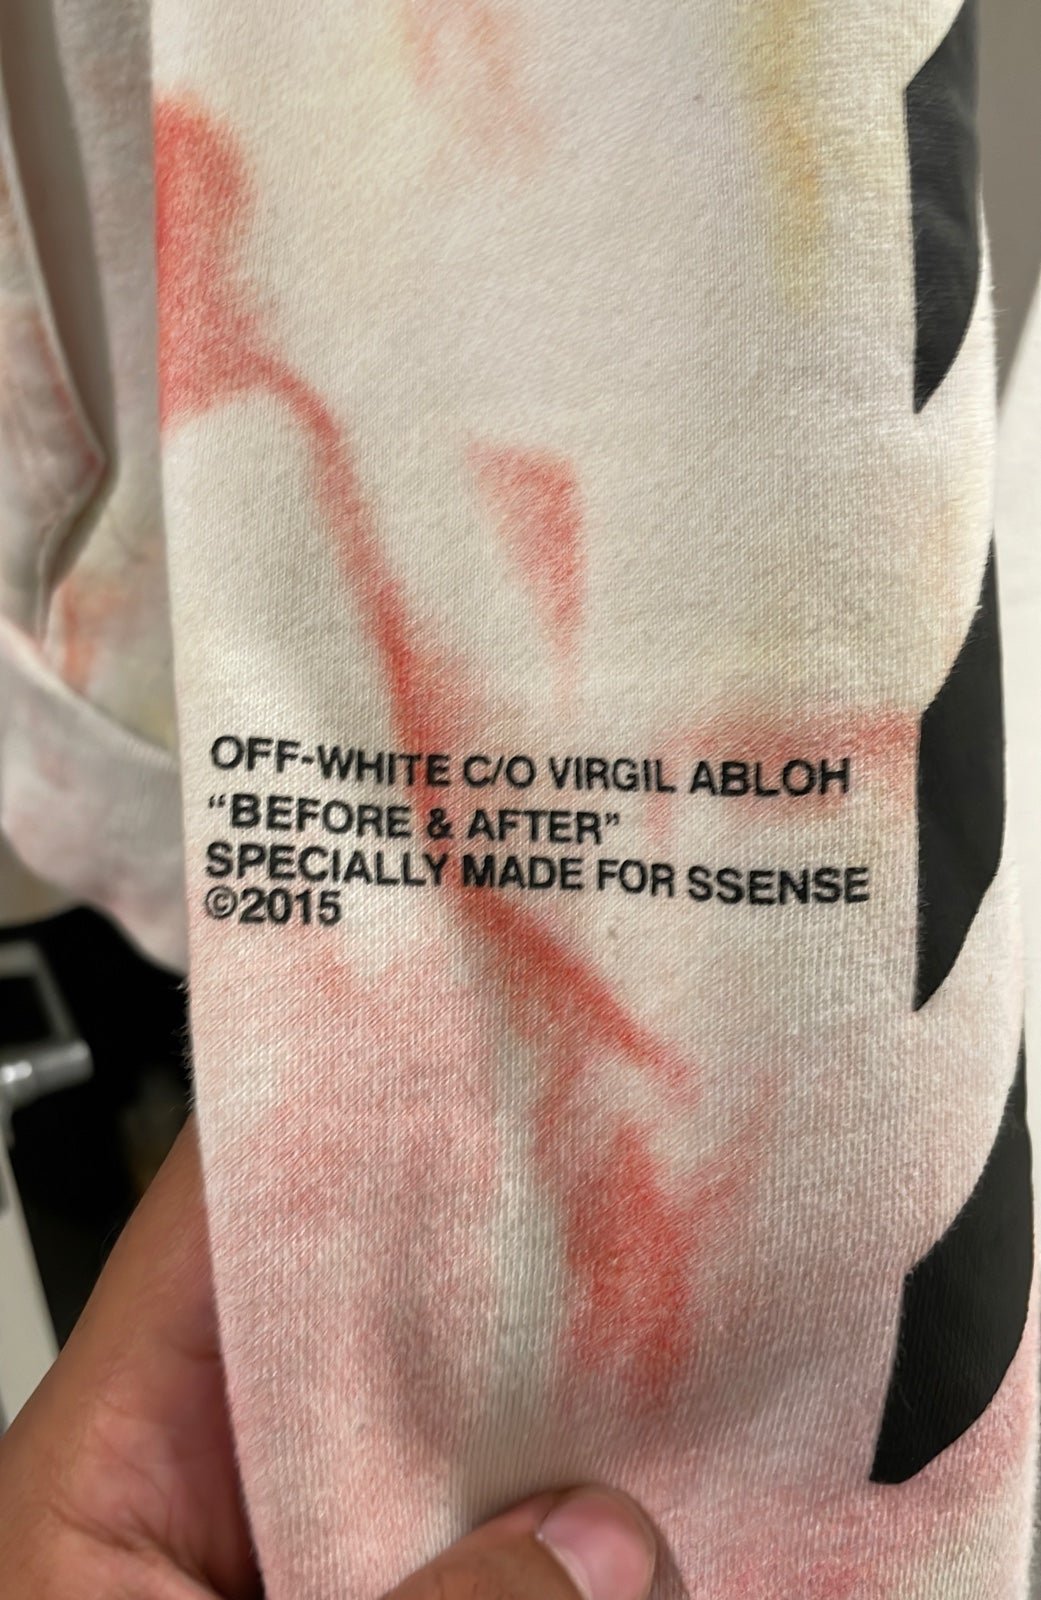 OFF-WHITE C/O VIRGIL ABLOH
“BEFORE & AFTER”
SPECIALLY MADE FOR SSENSE
©2015